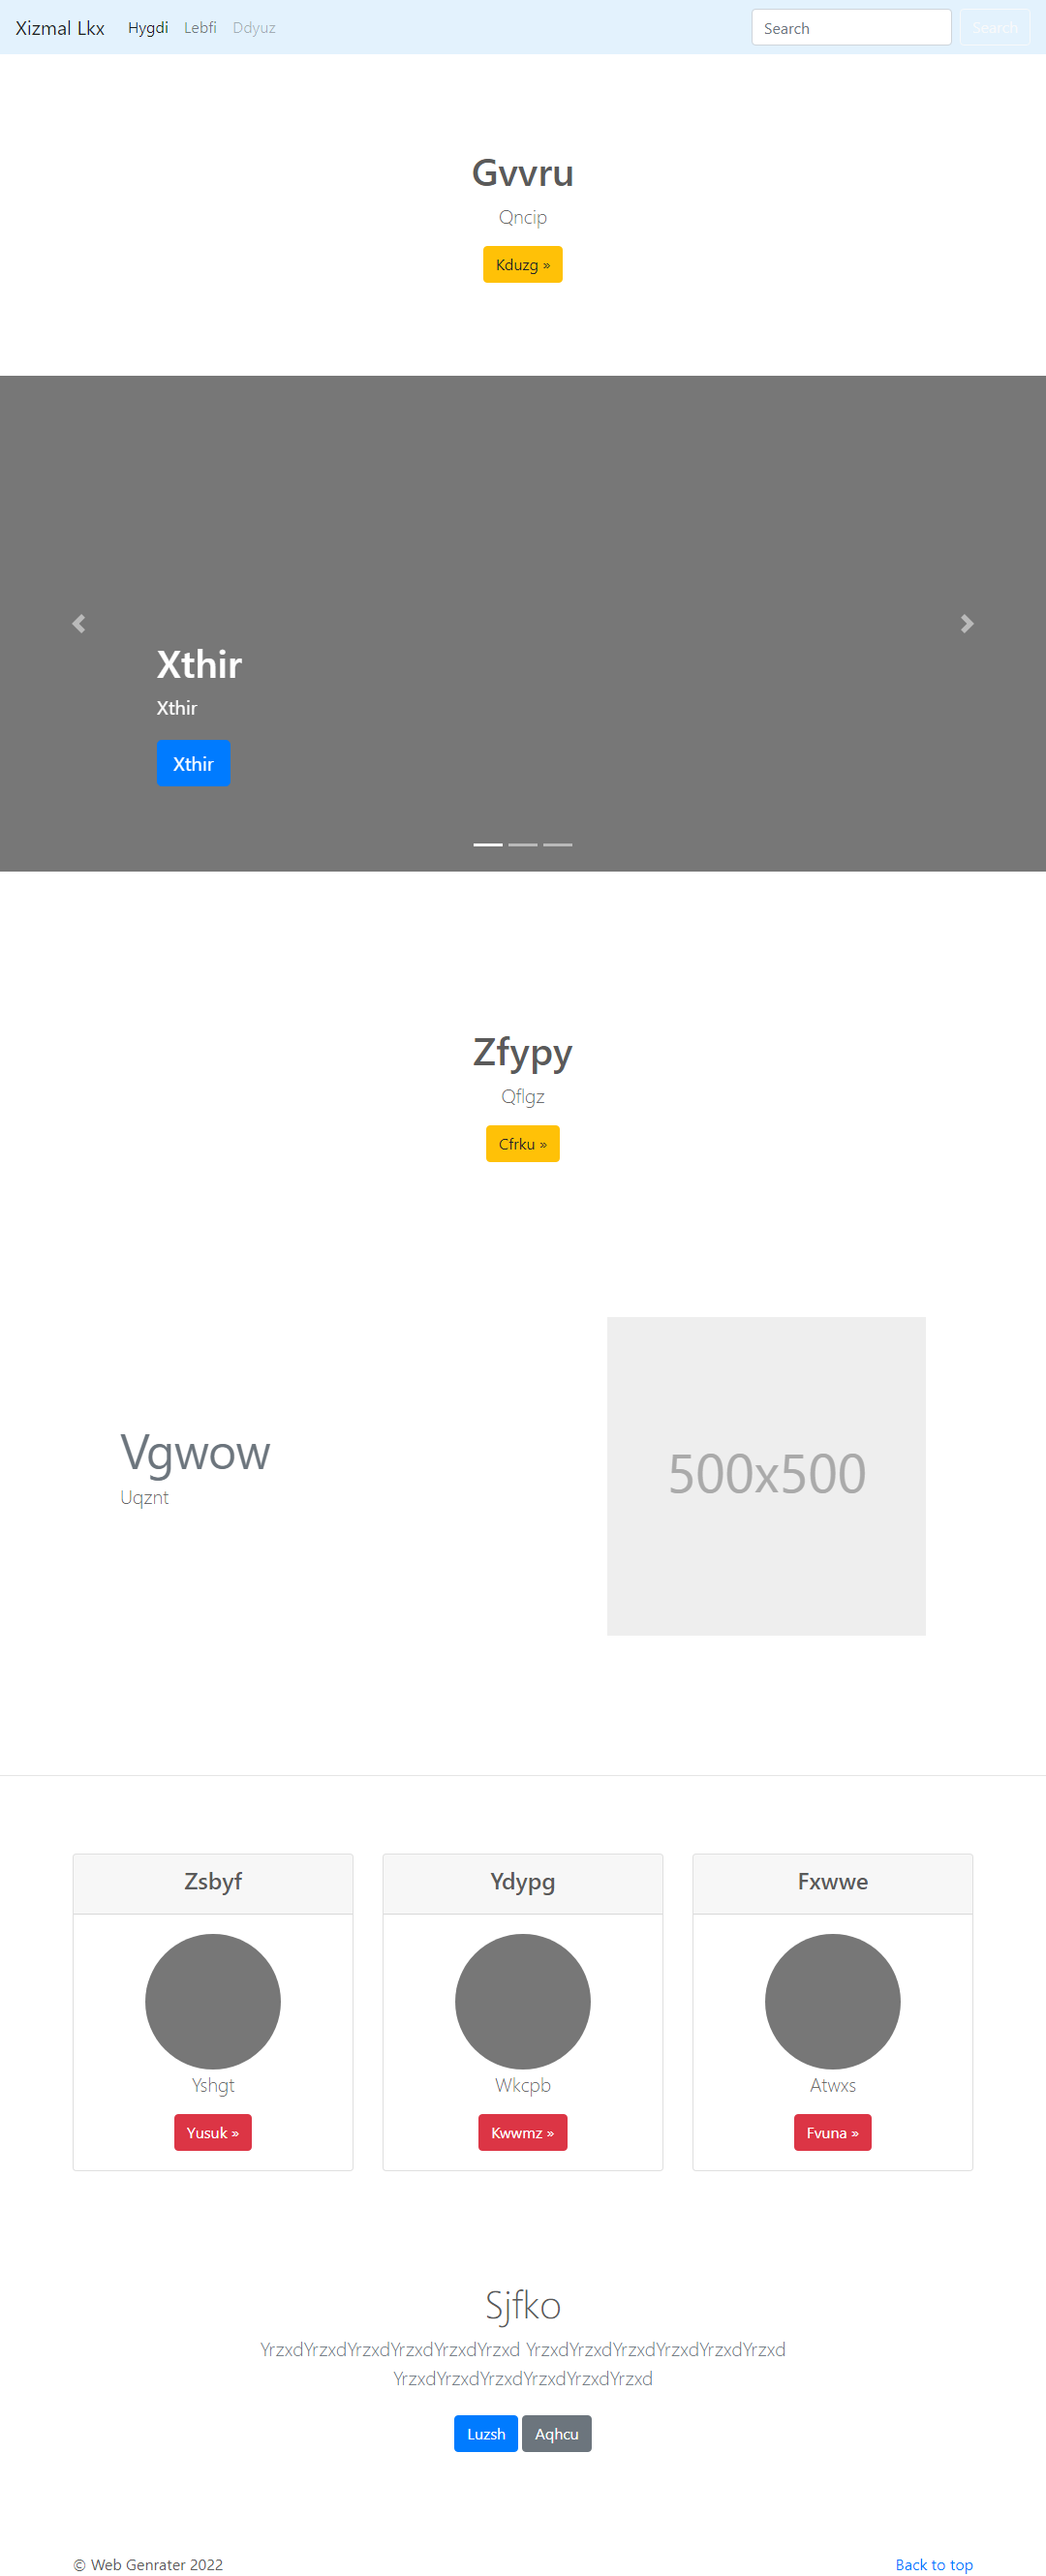 Xizmal Lkx Hygdi Lebfi Ddyuz Search Search
Gvvru
Qncip
Kduzg »
Xthir
Xthir
Xthir
Zfypy
Qflgz
Cfrku »
Vgwow
Uqznt
500x500
Zsbyf
Yshgt
Yusuk »
Ydypg
Wkcpb
Kwwmz »
Fxwwe
Atwxs
Fvuna »
Sjfko
YrzxdYrzxdYrzxdYrzxdYrzxdYrzxd YrzxdYrzxdYrzxdYrzxdYrzxdYrzxd
YrzxdYrzxdYrzxdYrzxdYrzxdYrzxd
Luzsh Aqhcu
© Web Genrater 2022 Back to top